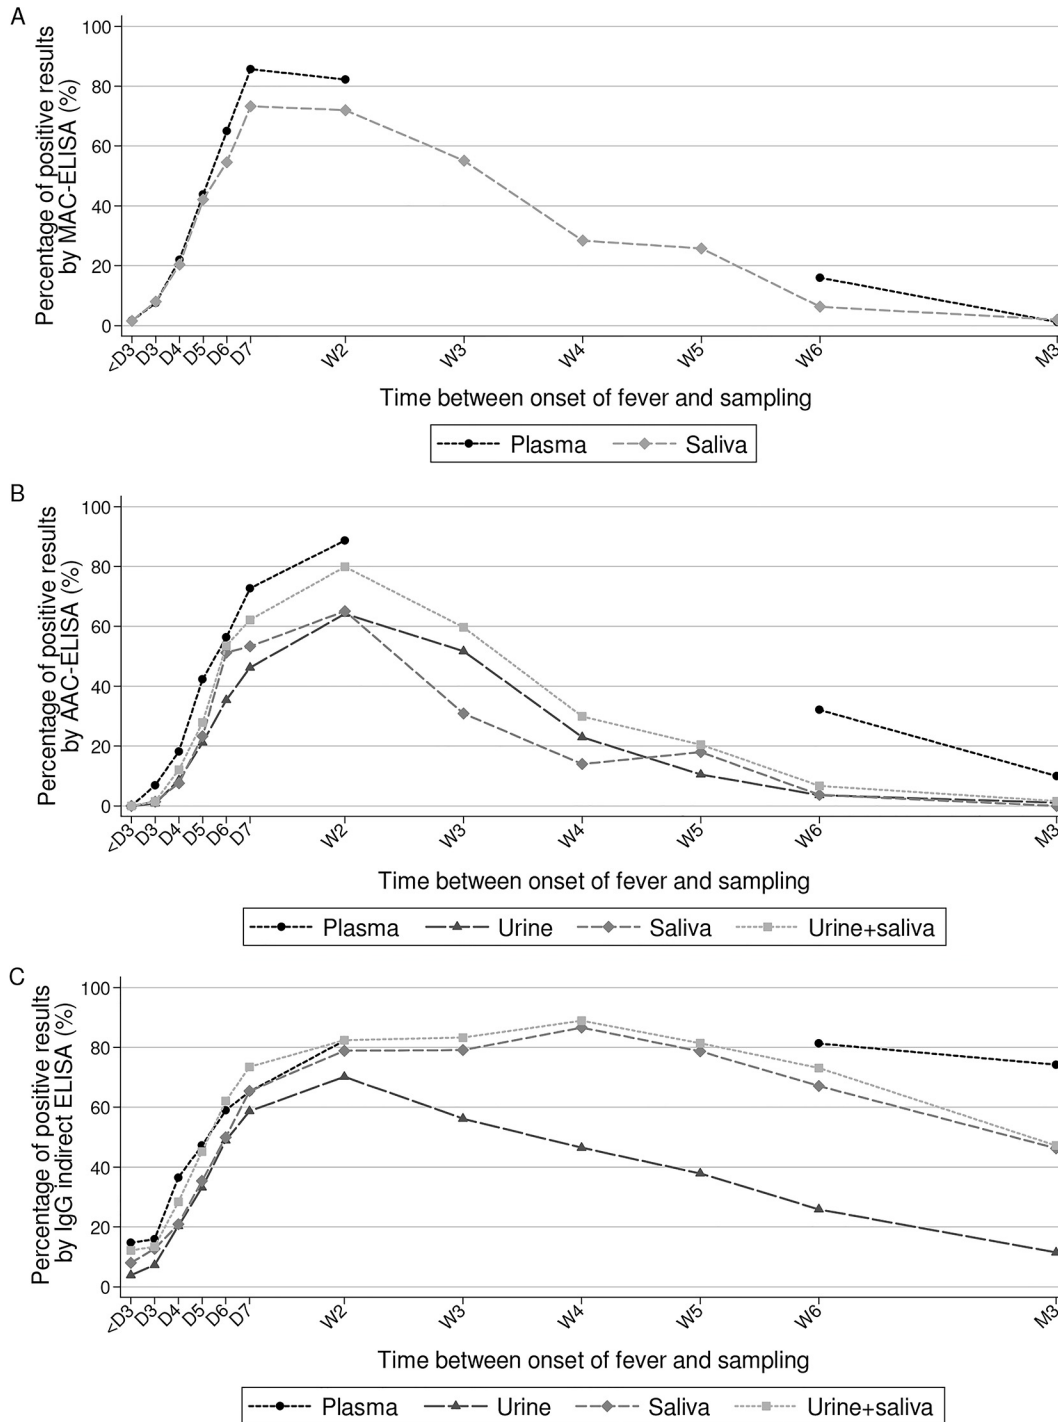 A
Percentage of positive results
by MAC-ELISA (%)
100
80
60
40
20
0
<D3 D3 D4 D5 D6 D7 W2 W3 W4 W5 W6 M3
Time between onset of fever and sampling
Plasma Saliva
B
Percentage of positive results
by AAC-ELISA (%)
100
80
60
40
20
0
<D3 D3 D4 D5 D6 D7 W2 W3 W4 W5 W6 M3
Time between onset of fever and sampling
Plasma Urine Saliva Urine+saliva
C
Percentage of positive results
by IgG indirect ELISA (%)
100
80
60
40
20
0
<D3 D3 D4 D5 D6 D7 W2 W3 W4 W5 W6 M3
Time between onset of fever and sampling
Plasma Urine Saliva Urine+saliva